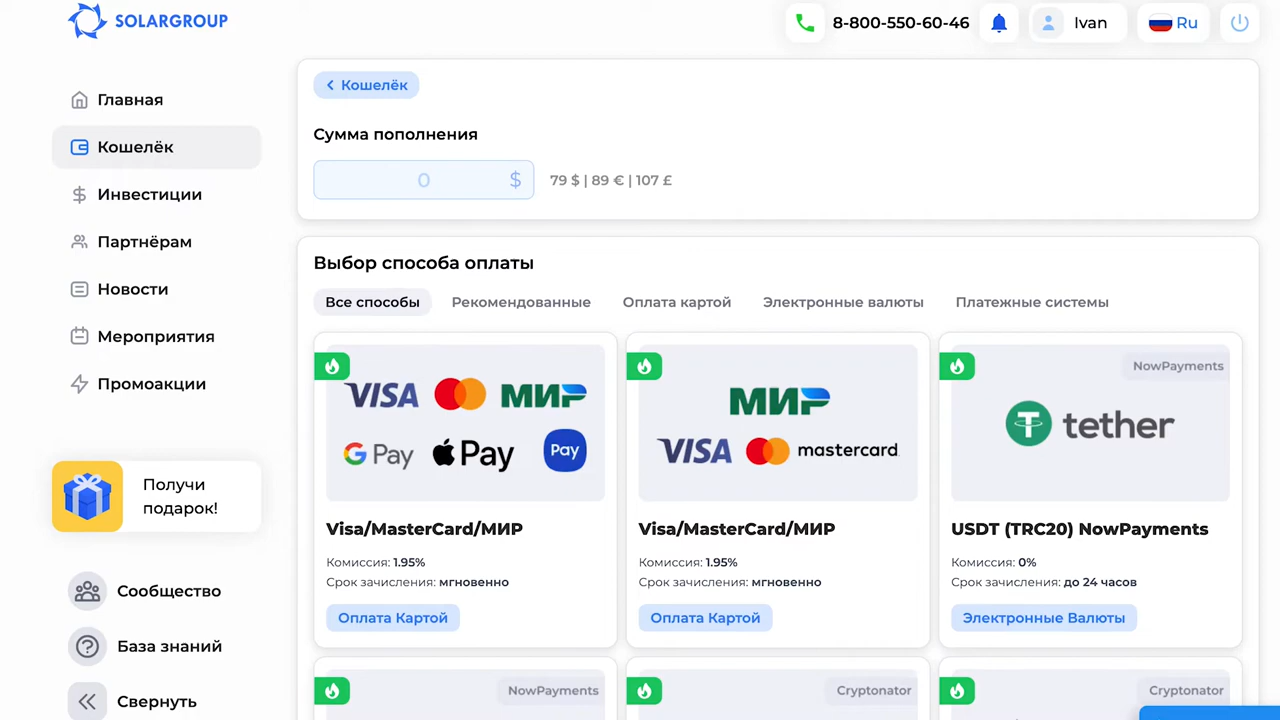 SOLARGROUP
8-800-550-60-46
Ivan
Ru
Главная
Кошелёк
Инвестиции
Партнёрам
Новости
Мероприятия
Промоакции
Получи
подарок!
Сообщество
База знаний
Свернуть
Кошелёк
Сумма пополнения
0 $
79 $ | 89 € | 107 £
Выбор способа оплаты
Все способы
Рекомендованные
Оплата картой
Электронные валюты
Платежные системы
VISA МИР
G Pay Pay Pay
Visa/MasterCard/МИР
Комиссия: 1.95%
Срок зачисления: мгновенно
Оплата Картой
МИР
VISA mastercard
Visa/MasterCard/МИР
Комиссия: 1.95%
Срок зачисления: мгновенно
Оплата Картой
NowPayments
tether
USDT (TRC20) NowPayments
Комиссия: 0%
Срок зачисления: до 24 часов
Электронные Валюты
NowPayments
Cryptonator
Cryptonator